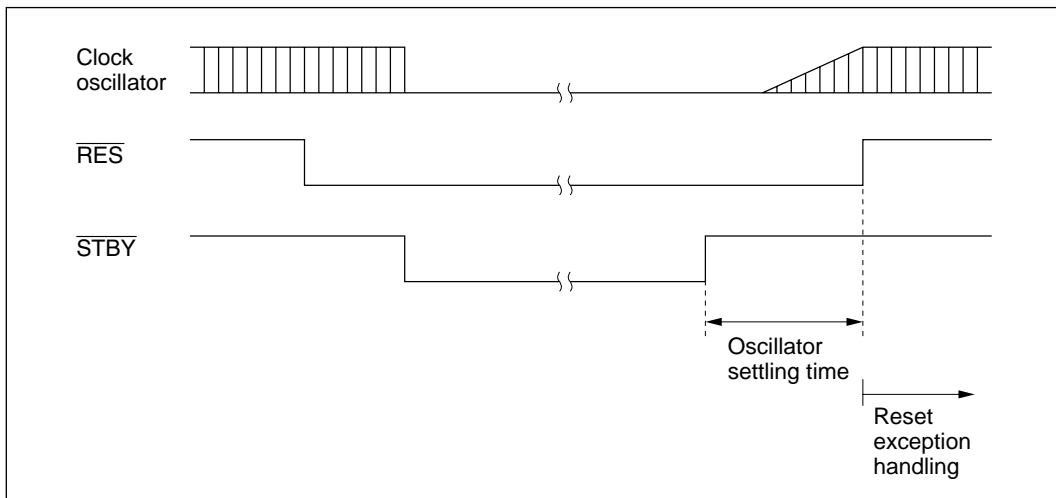 Clock
oscillator
RES
STBY
Oscillator
settling time
Reset
exception
handling